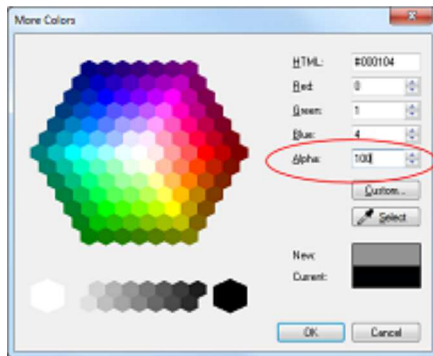 More Colors
HTML: #000104
Red: 0
Green: 1
Blue: 4
Alpha: 100
Custom...
Select
New:
Current:
OK Cancel